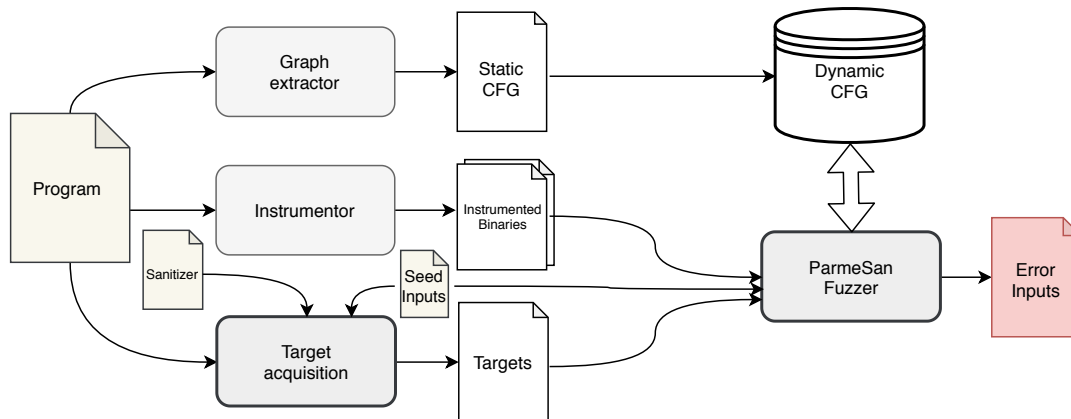 Graph
extractor
Static
CFG
Dynamic
CFG
Program
Instrumentor
Instrumented
Binaries
Sanitizer
Seed
Inputs
ParmeSan
Fuzzer
Error
Inputs
Target
acquisition
Targets